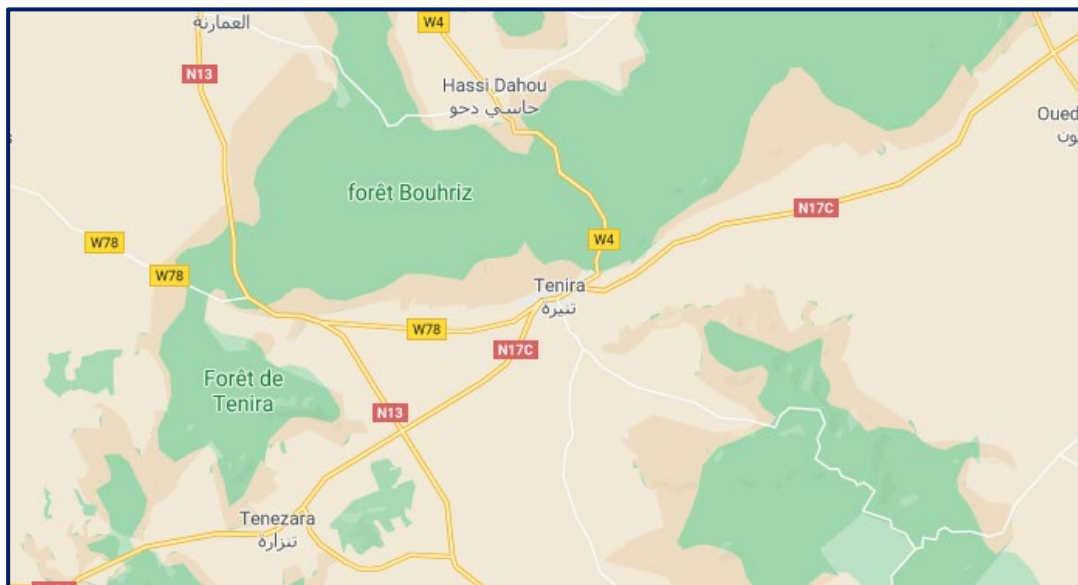 العمارنة
W4
N13
Hassi Dahou
حاسي دحو
Oued
ون
forêt Bouhriz
N17C
W78
W4
W78
Tenira
تنيرة
W78
N17C
Forêt de
Tenira
N13
Tenezara
تنزارة